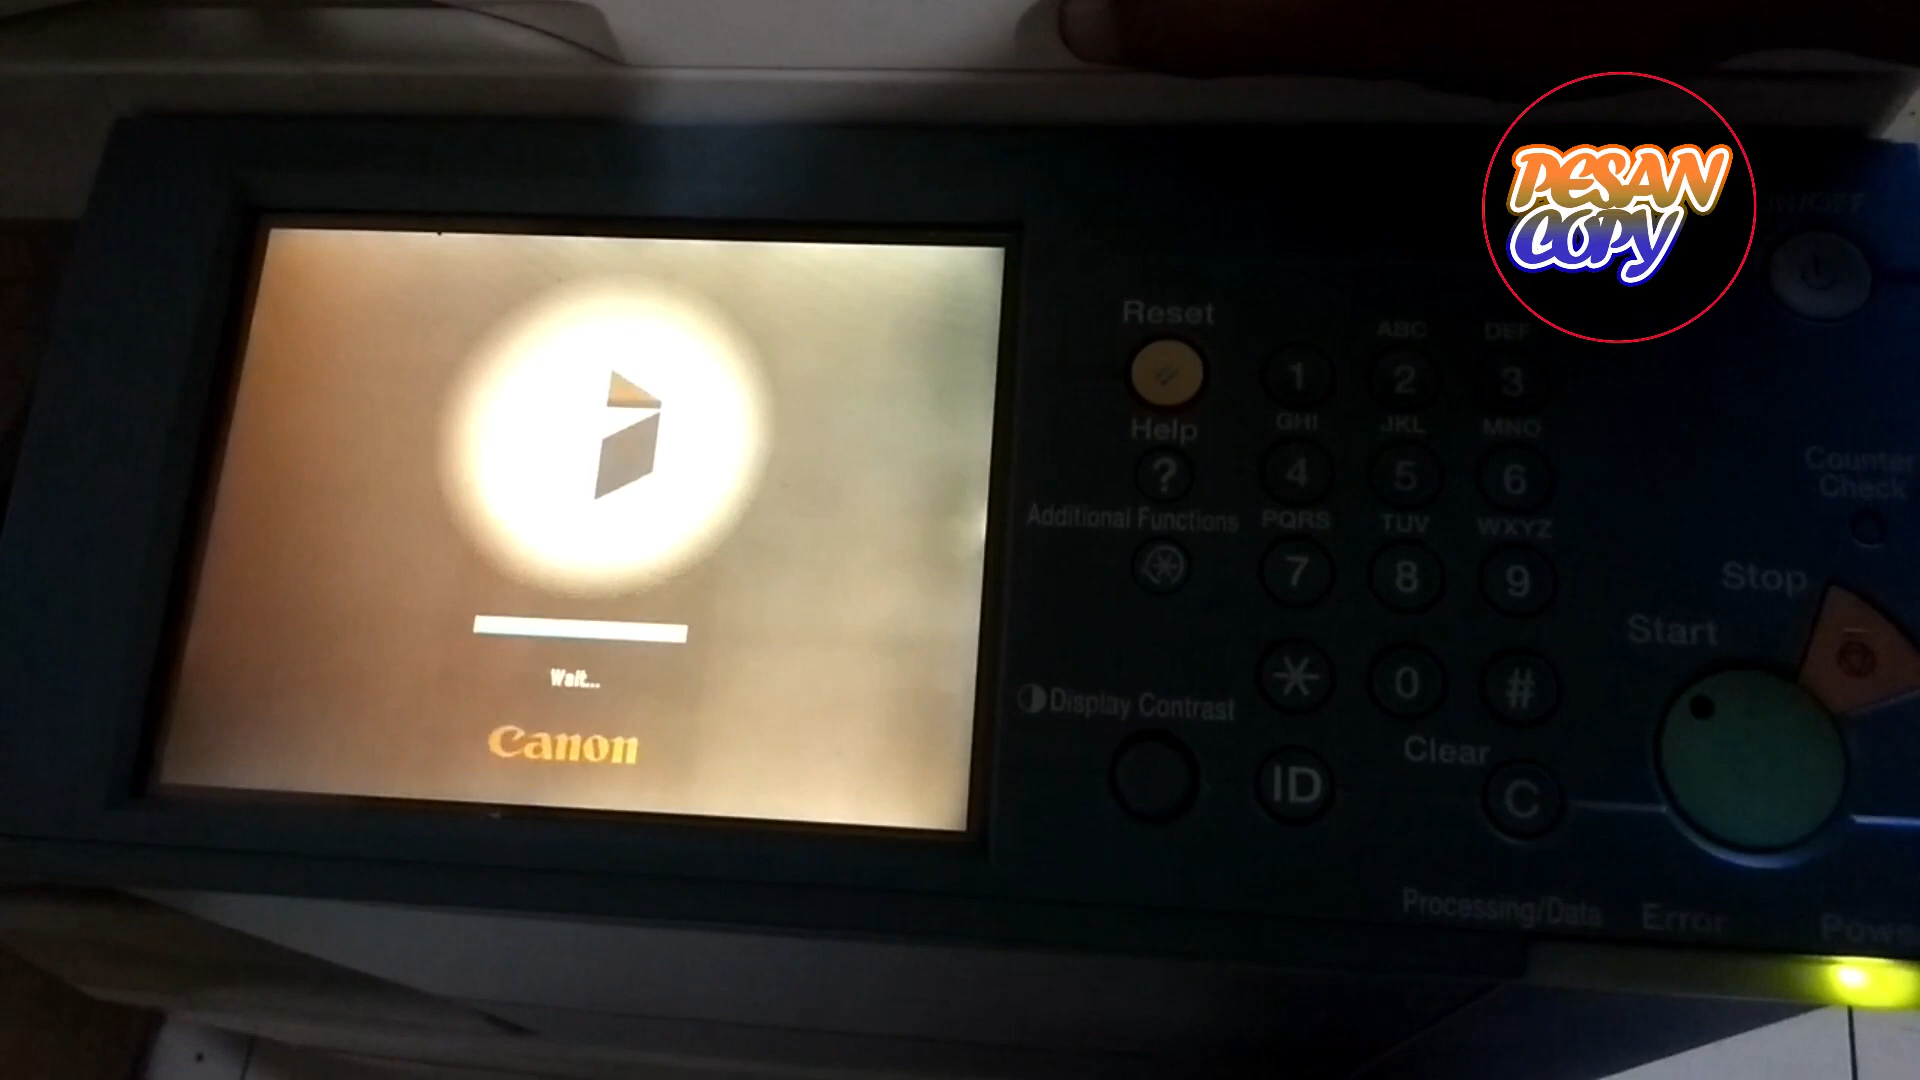 PESAN
COPY
ON/OFF
Reset
ABC
DEF
1
2
3
Help
GHI
JKL
MNO
?
4
5
6
Counter
Check
Additional Functions
PQRS
TUV
WXYZ
7
8
9
Stop
Start
Wait...
*
0
#
Display Contrast
Canon
Clear
ID
C
Processing/Data
Error